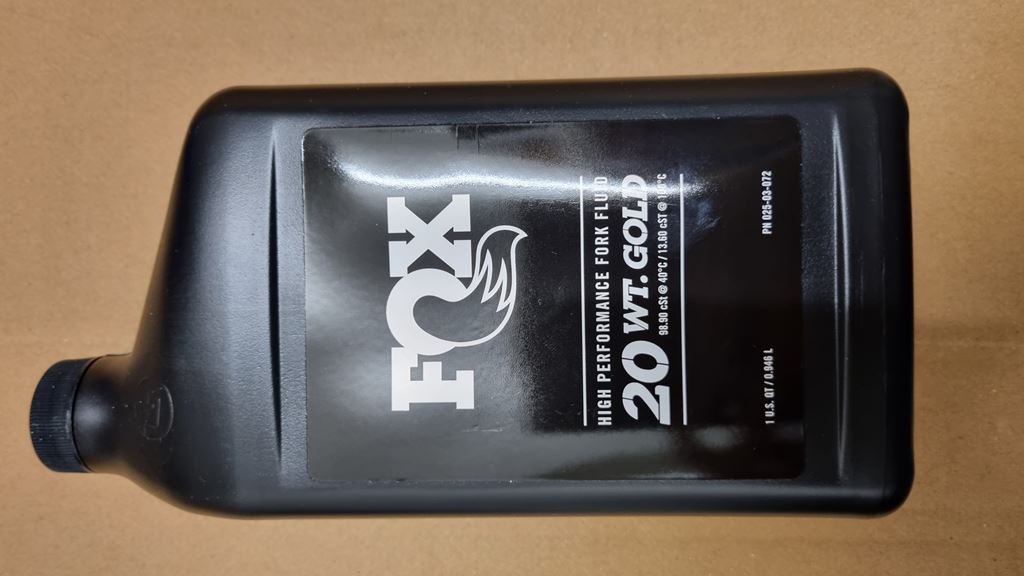 FOX
HIGH PERFORMANCE FORK FLUID
20 WT. GOLD
98.90 cSt @ 40°C / 13.60 cST @
1 U.S. QT / 0.946 L
PN 025-03-072